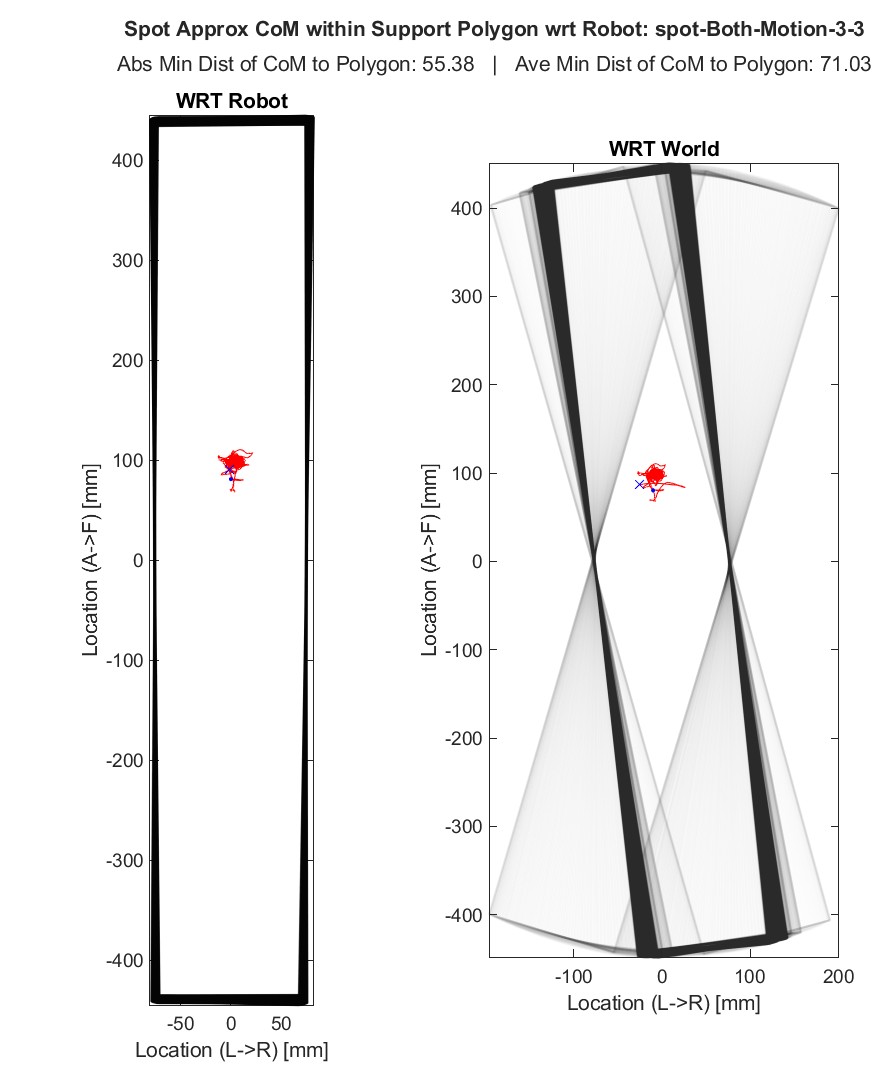 Spot Approx CoM within Support Polygon wrt Robot: spot-Both-Motion-3-3
Abs Min Dist of CoM to Polygon: 55.38 | Ave Min Dist of CoM to Polygon: 71.03
WRT Robot
400
300
200
100
0
-100
-200
-300
-400
Location (A->F) [mm]
-50 0 50
Location (L->R) [mm]
WRT World
400
300
200
100
0
-100
-200
-300
-400
Location (A->F) [mm]
-100 0 100 200
Location (L->R) [mm]